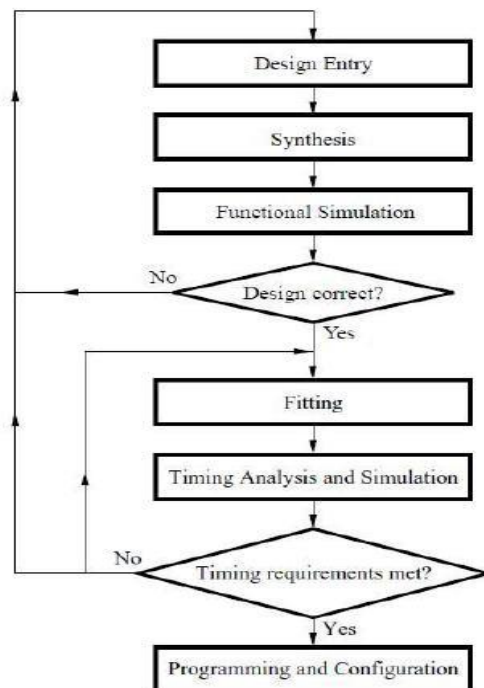 Design Entry
Synthesis
Functional Simulation
No
Design correct?
Yes
Fitting
Timing Analysis and Simulation
No
Timing requirements met?
Yes
Programming and Configuration